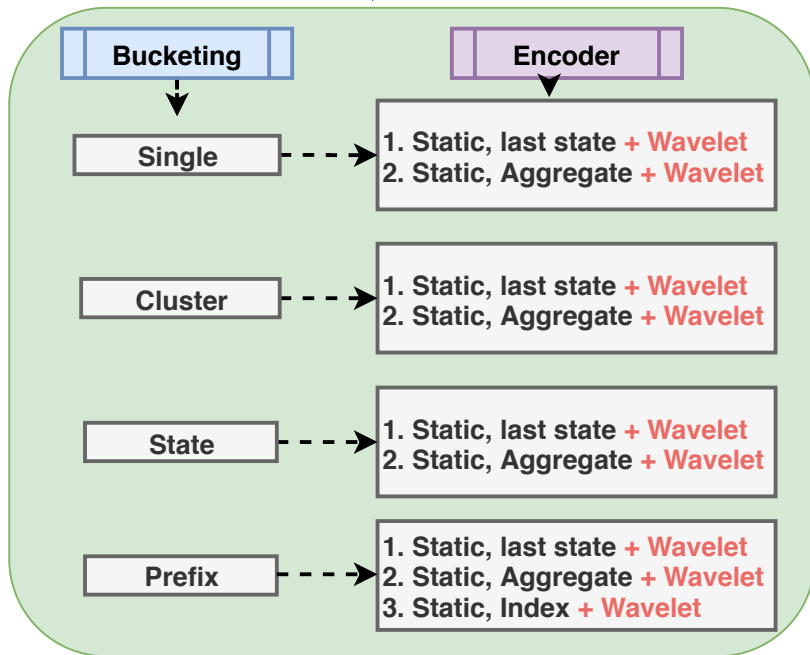 Bucketing
Encoder
Single
1. Static, last state + Wavelet
2. Static, Aggregate + Wavelet
Cluster
1. Static, last state + Wavelet
2. Static, Aggregate + Wavelet
State
1. Static, last state + Wavelet
2. Static, Aggregate + Wavelet
Prefix
1. Static, last state + Wavelet
2. Static, Aggregate + Wavelet
3. Static, Index + Wavelet